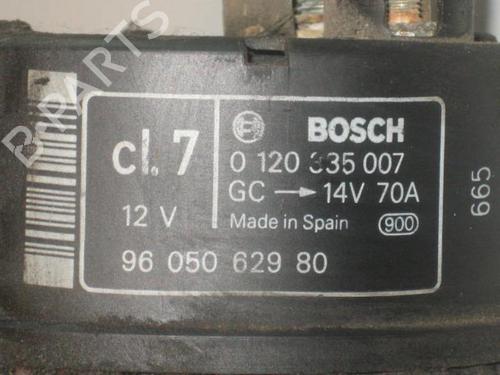 B-PARTS
cl. 7
12 V
BOSCH
0 120 335 007
GC → 14V 70A
Made in Spain 900
96 050 629 80
665